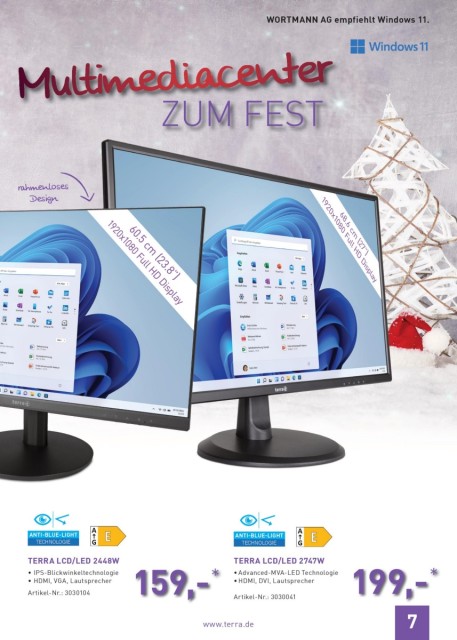 WORTMANN AG empfiehlt Windows 11.
Windows 11
Multimediacenter
ZUM FEST
rahmenloses
Design
60.5 cm (23.8")
1920x1080 Full HD Display
68.6 cm (27")
1920x1080 Full HD Display
terra
terra
ANTI-BLUE-LIGHT
TECHNOLOGIE
A
G
E
TERRA LCD/LED 2448W
• IPS-Blickwinkeltechnologie
• HDMI, VGA, Lautsprecher
Artikel-Nr.: 3030104
159,-*
ANTI-BLUE-LIGHT
TECHNOLOGIE
A
G
E
TERRA LCD/LED 2747W
• Advanced-MVA-LED Technologie
• HDMI, DVI, Lautsprecher
Artikel-Nr.: 3030041
199,-*
www.terra.de
7